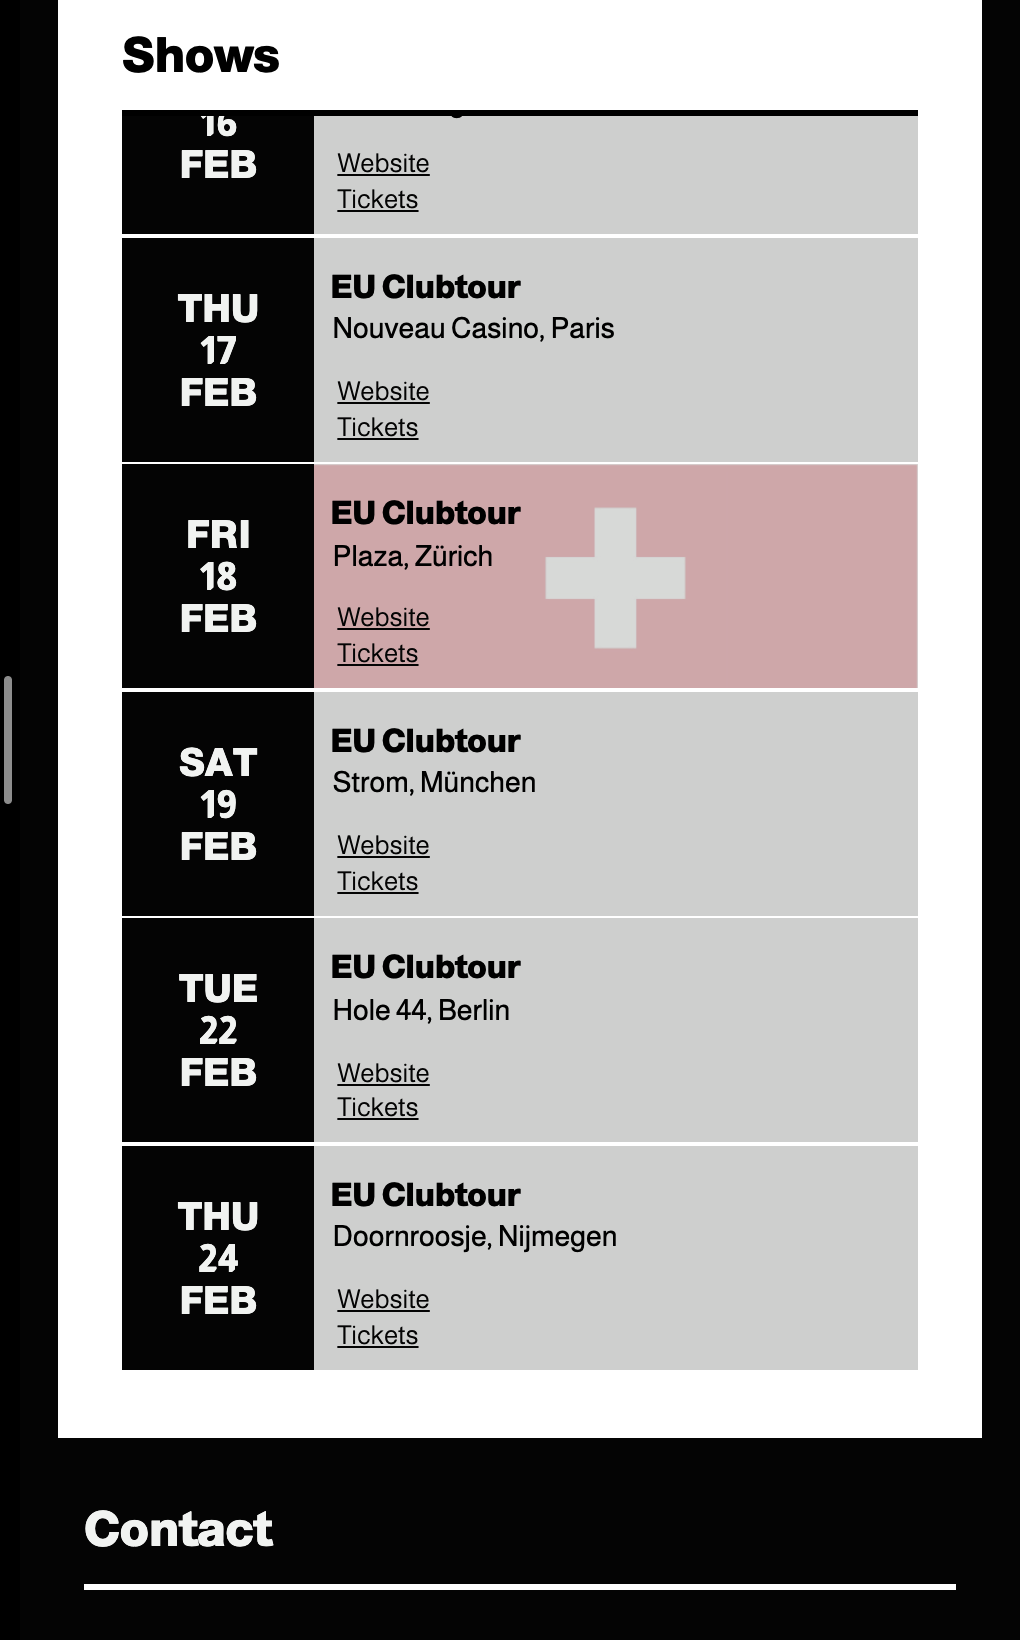 Shows
16
FEB
Website
Tickets
THU
17
FEB
EU Clubtour
Nouveau Casino, Paris
Website
Tickets
FRI
18
FEB
EU Clubtour
Plaza, Zürich
Website
Tickets
SAT
19
FEB
EU Clubtour
Strom, München
Website
Tickets
TUE
22
FEB
EU Clubtour
Hole 44, Berlin
Website
Tickets
THU
24
FEB
EU Clubtour
Doornroosje, Nijmegen
Website
Tickets
Contact